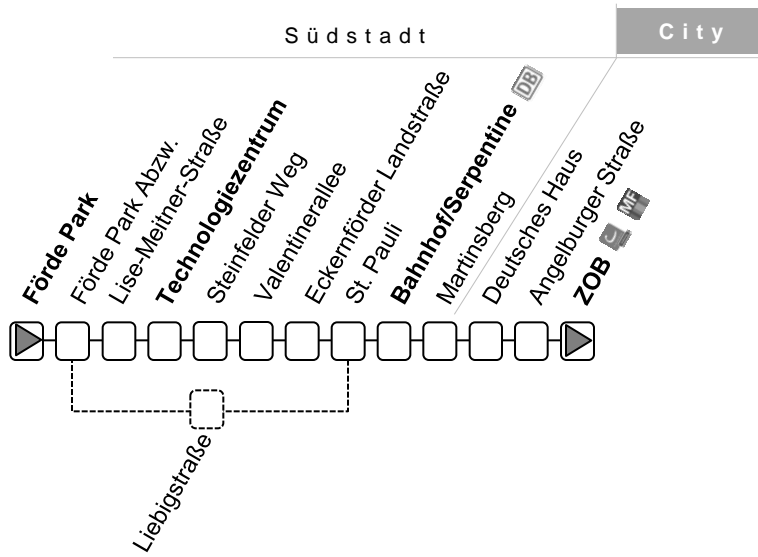 Südstadt
City
Förde Park
Förde Park Abzw.
Lise-Meitner-Straße
Technologiezentrum
Steinfelder Weg
Valentinerallee
Eckernförder Landstraße
St. Pauli
Bahnhof/Serpentine
DB
Martinsberg
Deutsches Haus
Angelburger Straße
ZOB
MF
Liebigstraße